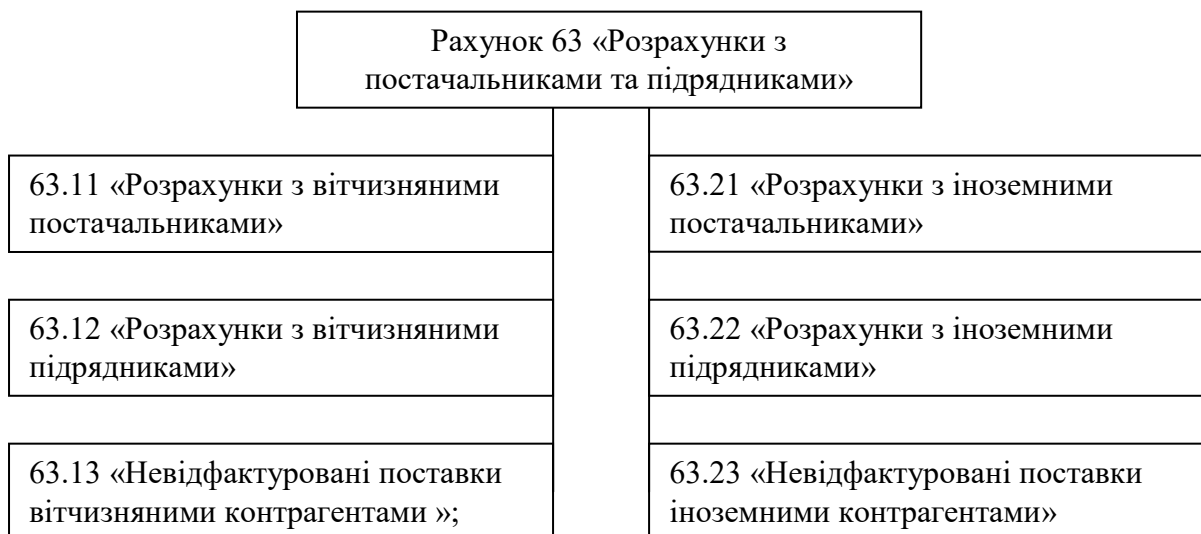 Рахунок 63 «Розрахунки з
постачальниками та підрядниками»
63.11 «Розрахунки з вітчизняними
постачальниками»
63.21 «Розрахунки з іноземними
постачальниками»
63.12 «Розрахунки з вітчизняними
підрядниками»
63.22 «Розрахунки з іноземними
підрядниками»
63.13 «Невідфактуровані поставки
вітчизняними контрагентами »;
63.23 «Невідфактуровані поставки
іноземними контрагентами»